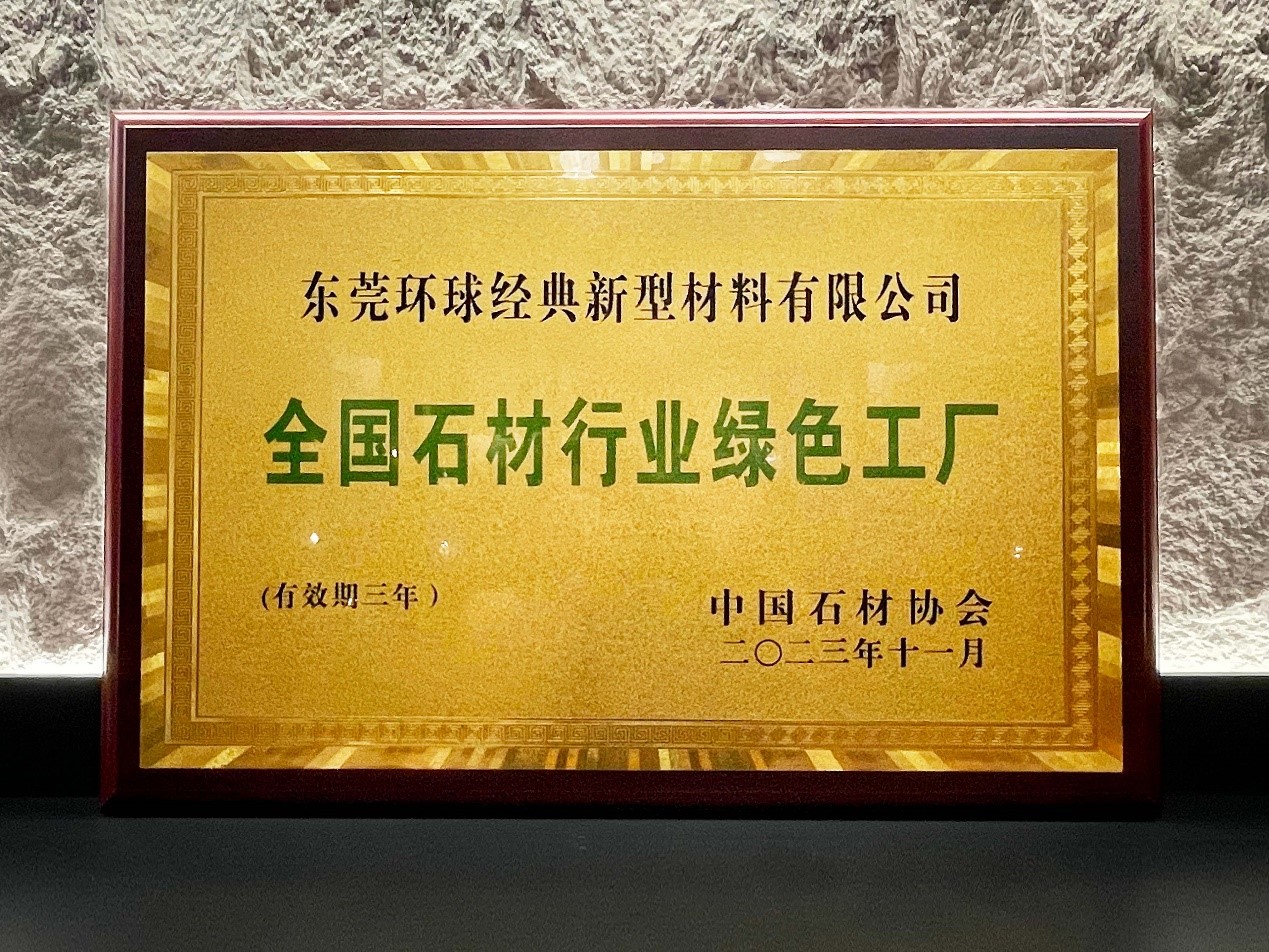 东莞环球经典新型材料有限公司
全国石材行业绿色工厂
(有效期三年)
中国石材协会
二〇二三年十一月